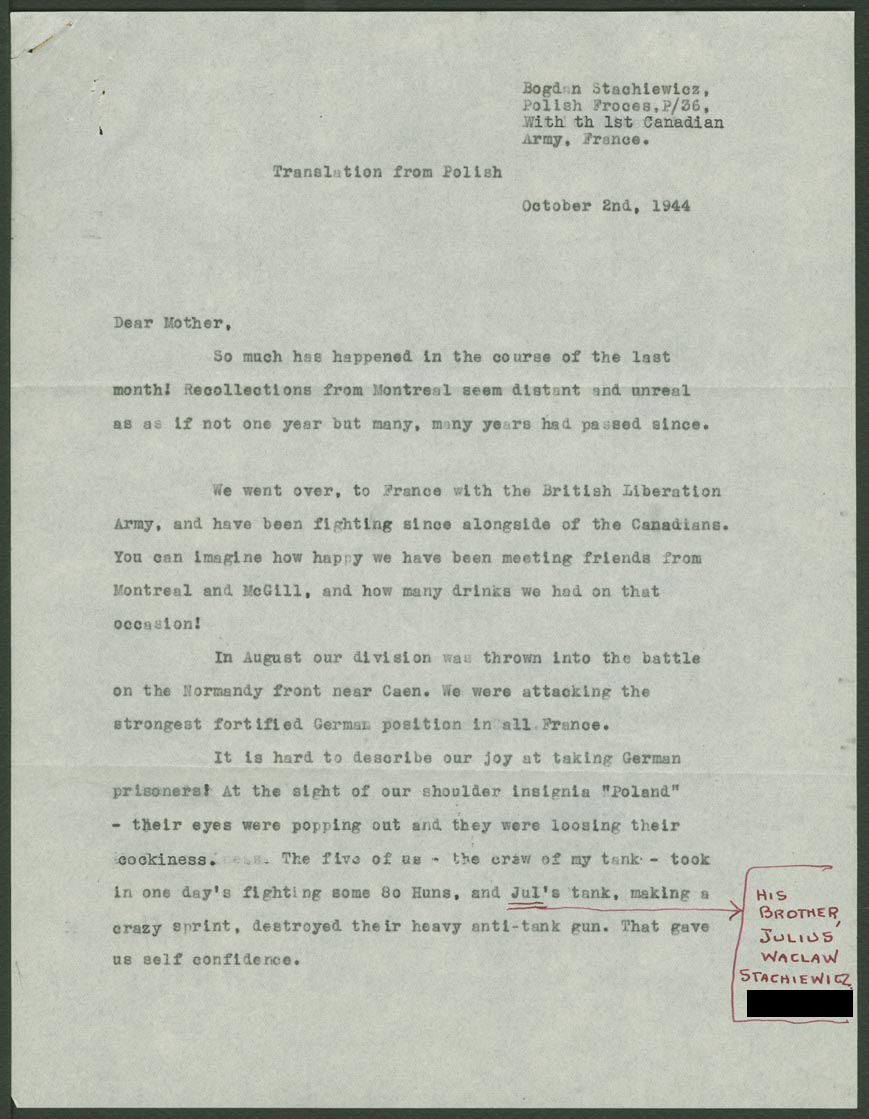 Bogdan Stachiewicz,
Polish Froces,P/36,
With th 1st Canadian
Army, France.
Translation from Polish
October 2nd, 1944
Dear Mother,
So much has happened in the course of the last
month! Recollections from Montreal seem distant and unreal
as as if not one year but many, many years had passed since.
We went over, to France with the British Liberation
Army, and have been fighting since alongside of the Canadians.
You can imagine how happy we have been meeting friends from
Montreal and McGill, and how many drinks we had on that
occasion!
In August our division was thrown into the battle
on the Normandy front near Caen. We were attacking the
strongest fortified German position in all France.
It is hard to describe our joy at taking German
prisoners! At the sight of our shoulder insignia "Poland"
- their eyes were popping out and they were loosing their
cockiness. The five of us - the crew of my tank - took
in one day's fighting some 80 Huns, and Jul's tank, making a
crazy sprint, destroyed their heavy anti-tank gun. That gave
us self confidence.
HIS
BROTHER,
JULIUS
WACLAW
STACHIEWICZ